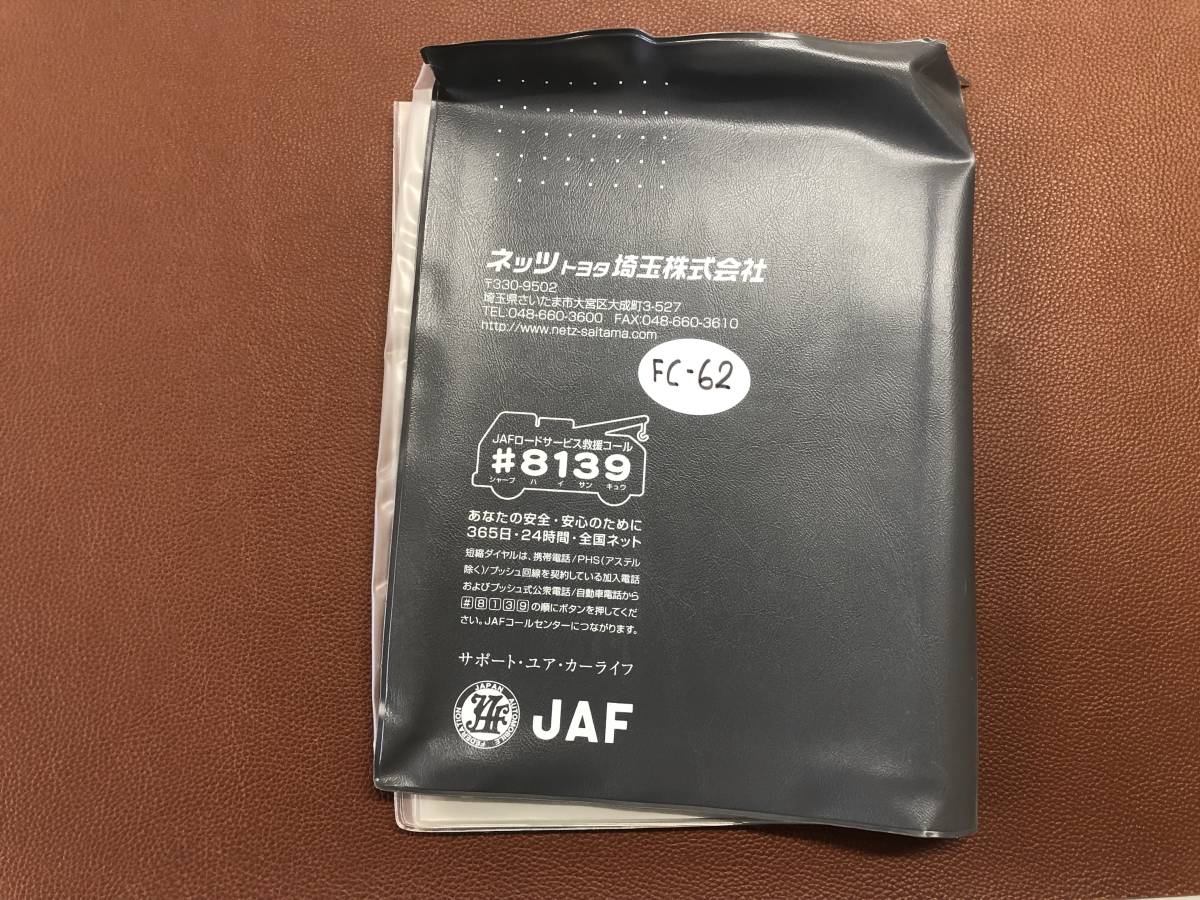 ネッツトヨタ埼玉株式会社
〒330-9502
埼玉県さいたま市大宮区大成町3-527
TEL:048-660-3600 FAX:048-660-3610
http://www.netz-saitama.com
FC-62
JAFロードサービス救援コール
#8139
シャープ ハ イ サン キュウ
あなたの安全・安心のために
365日・24時間・全国ネット
短縮ダイヤルは、携帯電話/PHS(アステル
除く)/プッシュ回線を契約している加入電話
およびプッシュ式公衆電話/自動車電話から
#8139の順にボタンを押してくだ
さい。JAFコールセンターにつながります。
サポート・ユア・カーライフ
JAPAN AUTOMOBILE FEDERATION
JAF
JAF